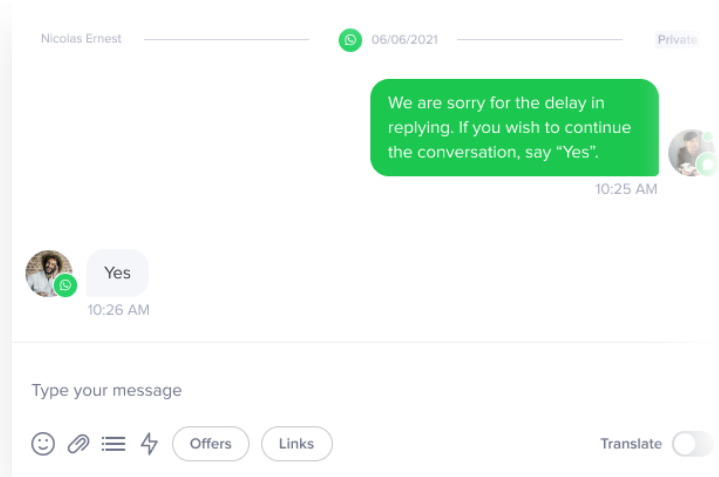 Nicolas Ernest 06/06/2021 Private
We are sorry for the delay in
replying. If you wish to continue
the conversation, say “Yes”.
10:25 AM
Yes
10:26 AM
Type your message
Offers Links Translate